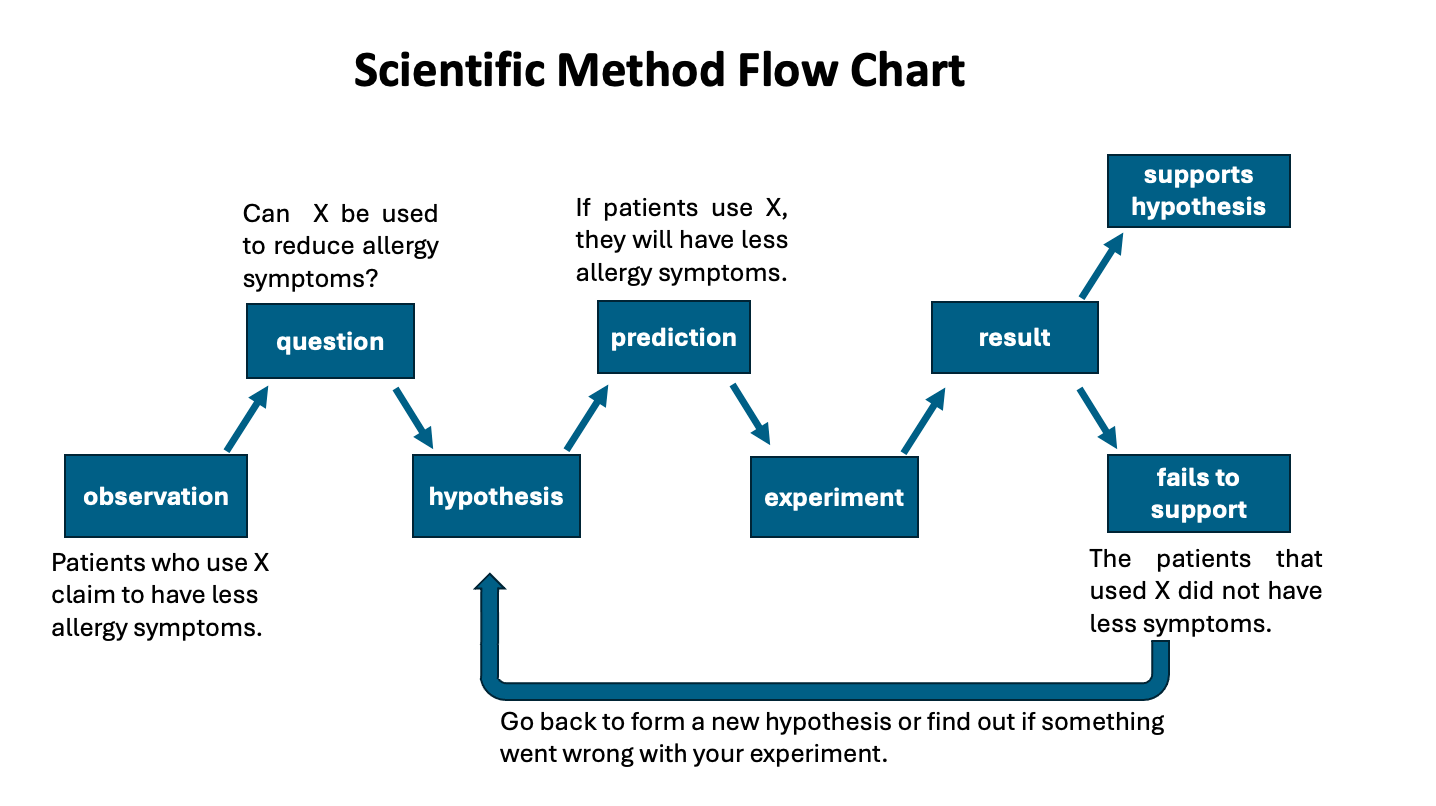 Scientific Method Flow Chart
supports
hypothesis
Can X be used
to reduce allergy
symptoms?
If patients use X,
they will have less
allergy symptoms.
question
prediction
result
observation
hypothesis
experiment
fails to
support
Patients who use X
claim to have less
allergy symptoms.
The patients that
used X did not have
less symptoms.
Go back to form a new hypothesis or find out if something
went wrong with your experiment.